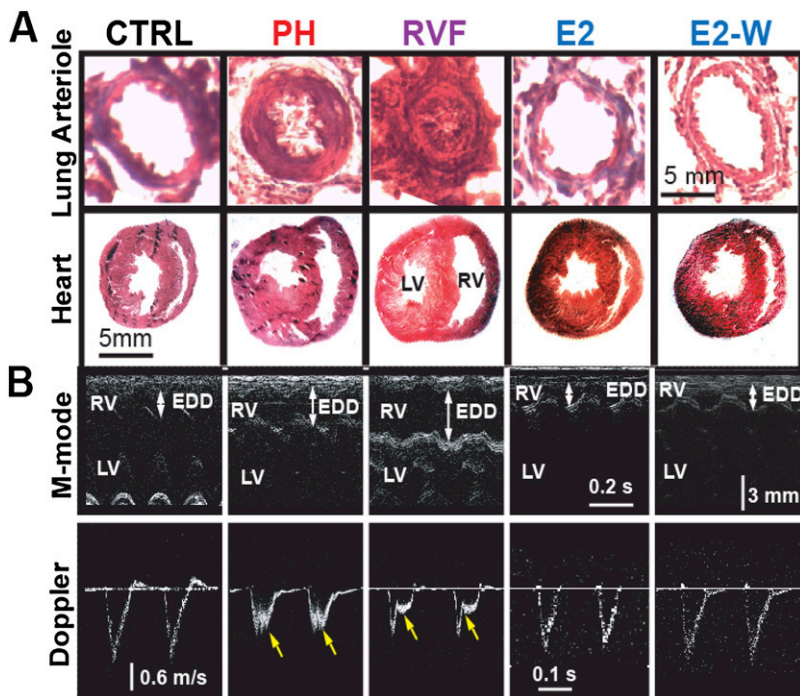 A CTRL PH RVF E2 E2-W
Lung Arteriole
5 mm
Heart
LV RV
5mm
B
M-mode
RV EDD RV EDD RV EDD RV EDD RV EDD
LV LV LV LV LV
0.2 s
3 mm
Doppler
0.6 m/s
0.1 s